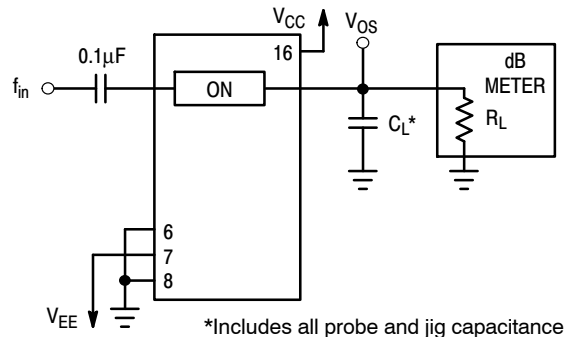 V_CC
V_OS
16
0.1μF
dB
METER
f_in
ON
C_L*
R_L
6
7
8
V_EE
*Includes all probe and jig capacitance